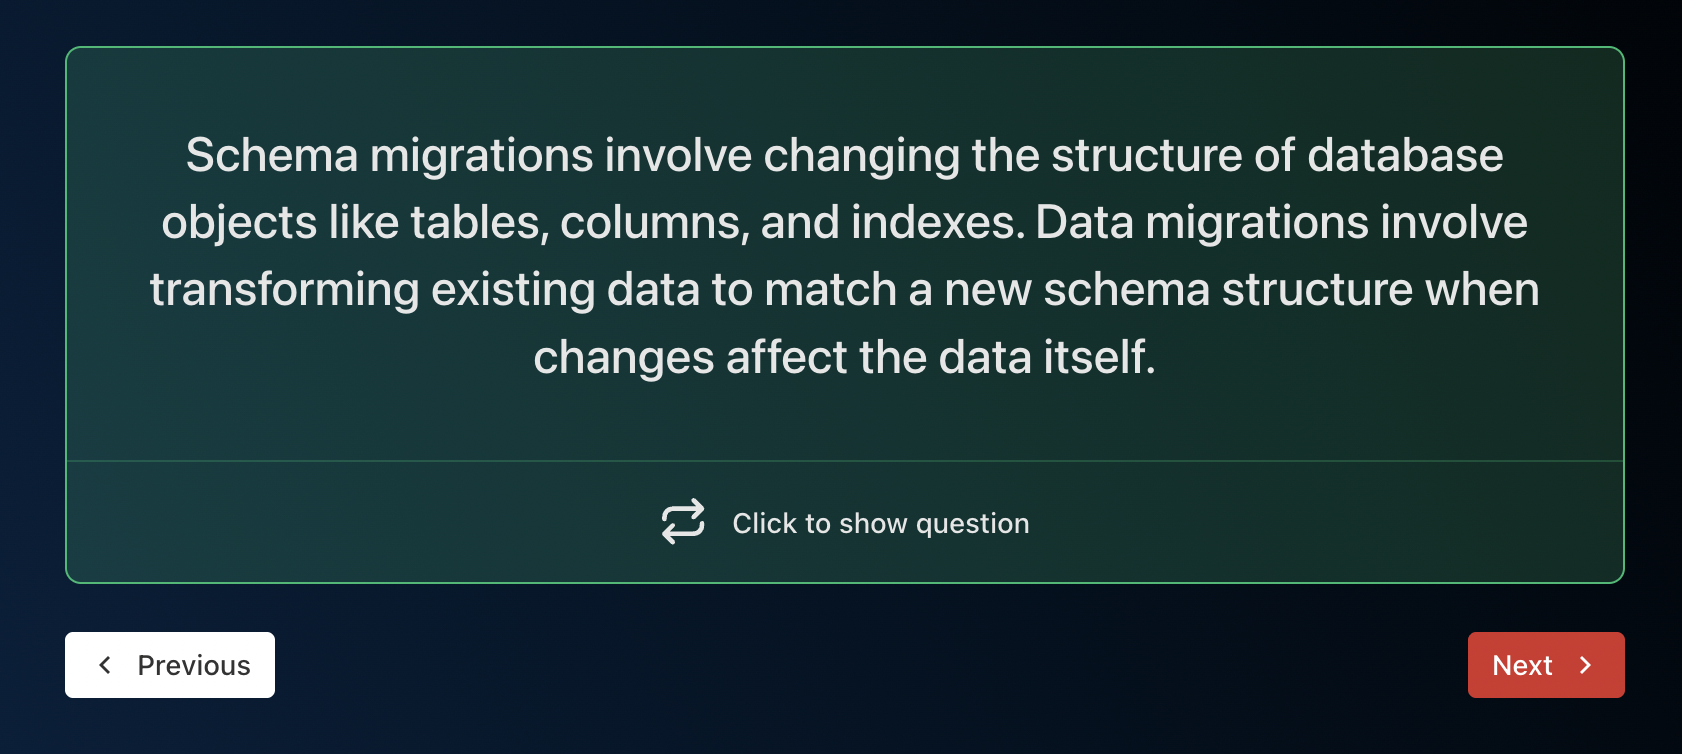 Schema migrations involve changing the structure of database
objects like tables, columns, and indexes. Data migrations involve
transforming existing data to match a new schema structure when
changes affect the data itself.
Click to show question
Previous
Next